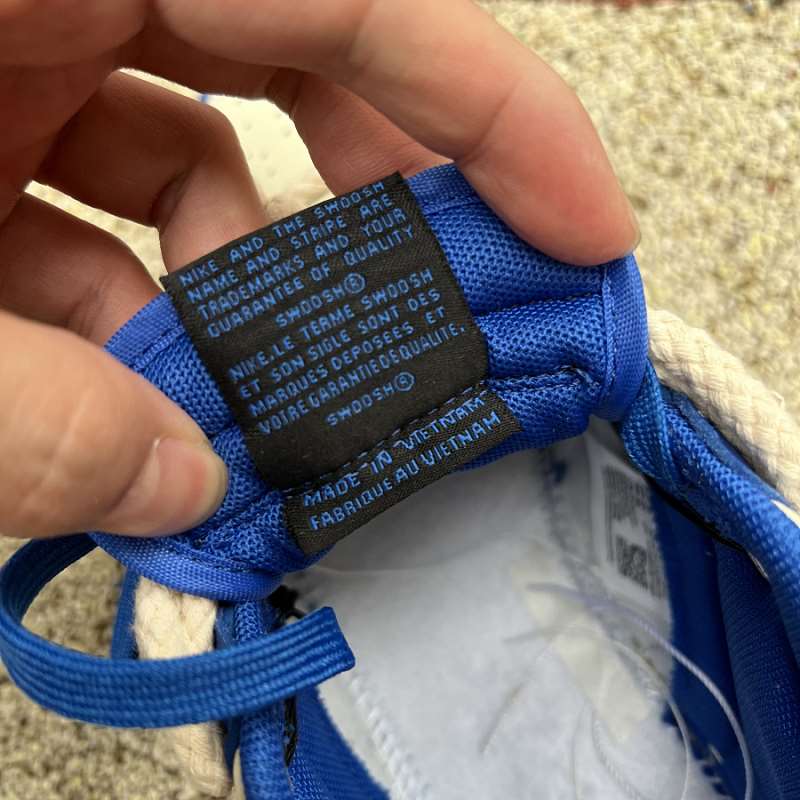 NIKE AND THE SWOOSH
NAME AND STRIPE ARE
TRADEMARKS AND YOUR
GUARANTEE OF QUALITY
SWOOSH®
NIKE.LE TERME SWOOSH
ET SON SIGLE SONT DES
MARQUES DEPOSEES ET
VOTRE GARANTIE DE QUALITE.
SWOOSH®
MADE IN VIETNAM
FABRIQUE AU VIETNAM